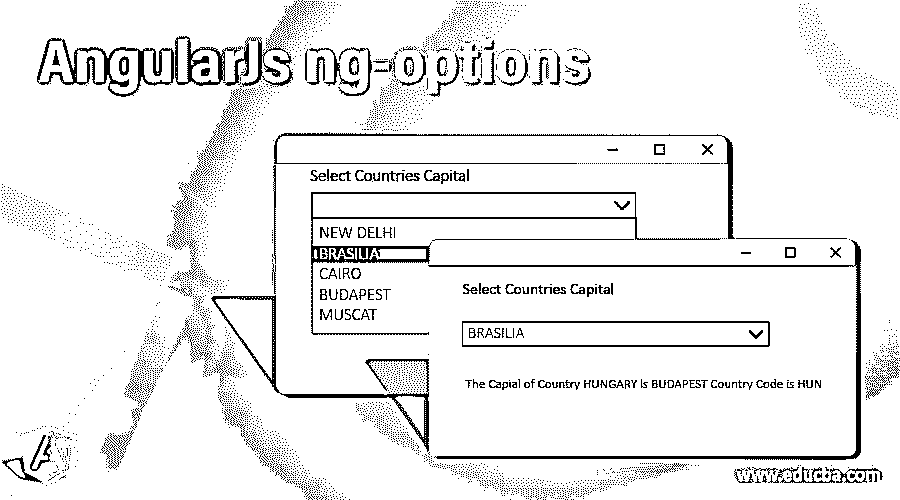 AngularJs ng-options
Select Countries Capital
NEW DELHI
BRASILIA
CAIRO
BUDAPEST
MUSCAT
Select Countries Capital
BRASILIA
The Capial of Country HUNGARY is BUDAPEST Country Code is HUN
www.educba.com